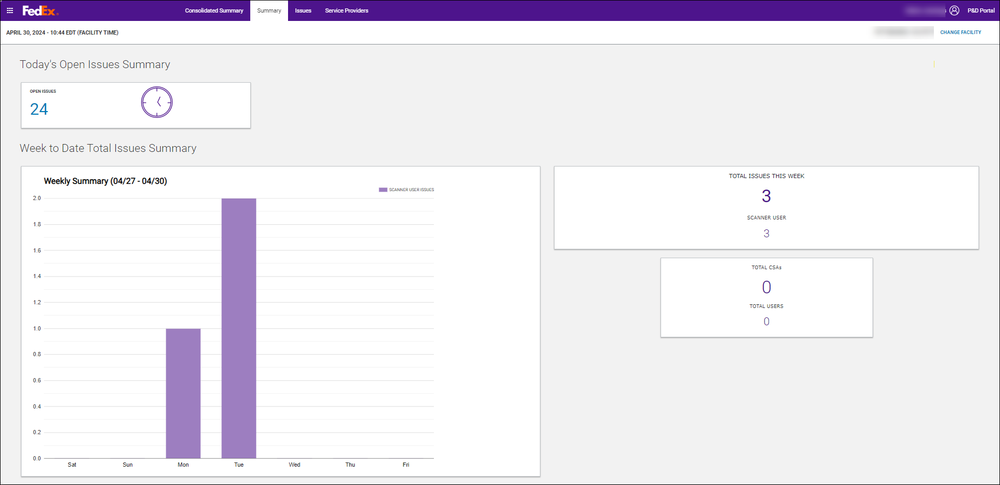 FedEx
Consolidated Summary
Summary
Issues
Service Providers
P&D Portal
APRIL 30, 2024 - 10:44 EDT (FACILITY TIME)
CHANGE FACILITY
Today's Open Issues Summary
OPEN ISSUES
24
Week to Date Total Issues Summary
Weekly Summary (04/27 - 04/30)
SCANNER USER ISSUES
2.0
1.8
1.6
1.4
1.2
1.0
0.8
0.6
0.4
0.2
0.0
Sat Sun Mon Tue Wed Thu Fri
TOTAL ISSUES THIS WEEK
3
SCANNER USER
3
TOTAL CSAs
0
TOTAL USERS
0